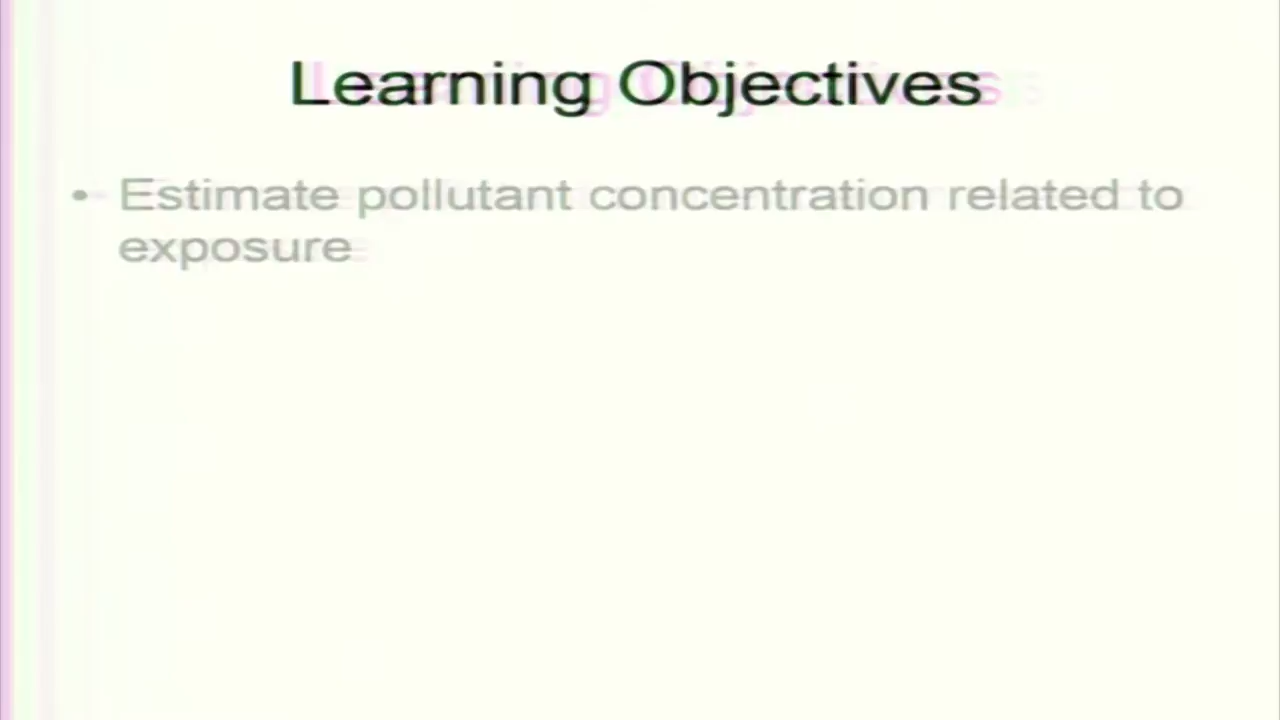 Learning Objectives
• Estimate pollutant concentration related to
exposure